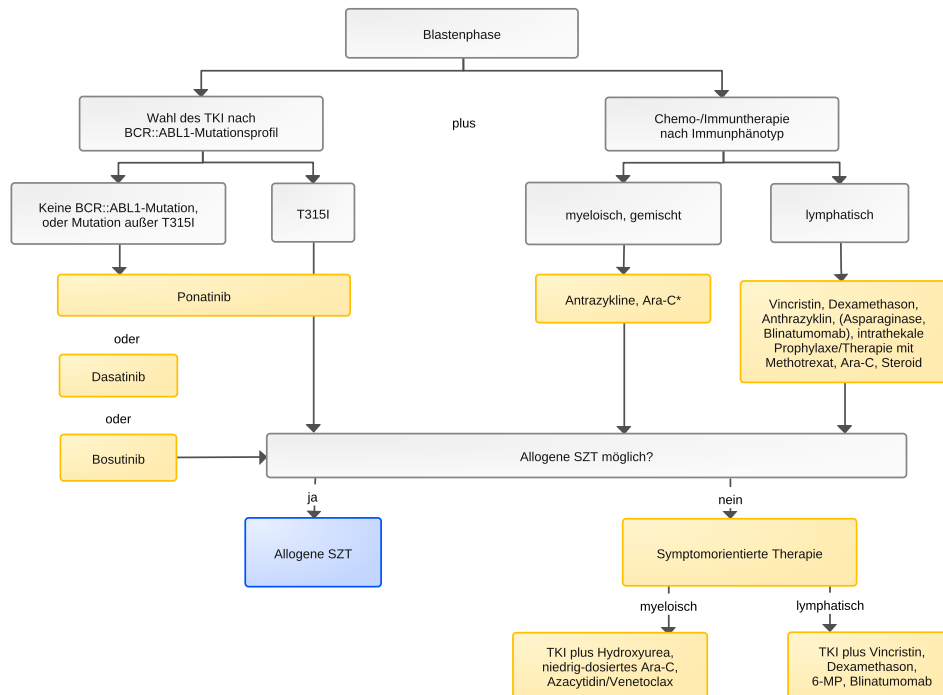 Blastenphase
Wahl des TKI nach
BCR::ABL1-Mutationsprofil
plus
Chemo-/Immuntherapie
nach Immunphänotyp
Keine BCR::ABL1-Mutation,
oder Mutation außer T315I
T315I
myeloisch, gemischt
lymphatisch
Ponatinib
Antrazykline, Ara-C*
Vincristin, Dexamethason,
Anthrazyklin, (Asparaginase,
Blinatumomab), intrathekale
Prophylaxe/Therapie mit
Methotrexat, Ara-C, Steroid
oder
Dasatinib
oder
Bosutinib
Allogene SZT möglich?
ja
nein
Allogene SZT
Symptomorientierte Therapie
myeloisch
lymphatisch
TKI plus Hydroxyurea,
niedrig-dosiertes Ara-C,
Azacytidin/Venetoclax
TKI plus Vincristin,
Dexamethason,
6-MP, Blinatumomab